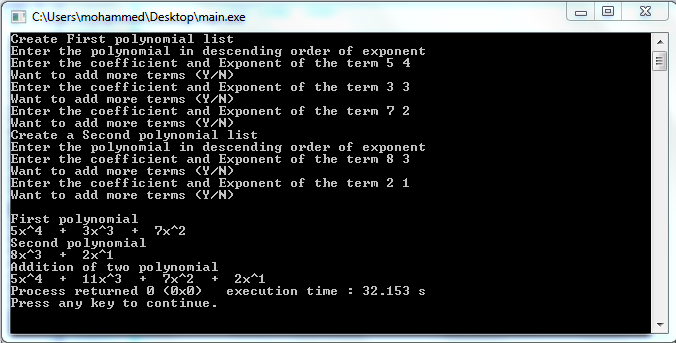 C:\Users\mohammed\Desktop\main.exe
Create First polynomial list
Enter the polynomial in descending order of exponent
Enter the coefficient and Exponent of the term 5 4
Want to add more terms (Y/N)
Enter the coefficient and Exponent of the term 3 3
Want to add more terms (Y/N)
Enter the coefficient and Exponent of the term 7 2
Want to add more terms (Y/N)
Create a Second polynomial list
Enter the polynomial in descending order of exponent
Enter the coefficient and Exponent of the term 8 3
Want to add more terms (Y/N)
Enter the coefficient and Exponent of the term 2 1
Want to add more terms (Y/N)
First polynomial
5x^4  +  3x^3  +  7x^2
Second polynomial
8x^3  +  2x^1
Addition of two polynomial
5x^4  +  11x^3  +  7x^2  +  2x^1
Process returned 0 (0x0)   execution time : 32.153 s
Press any key to continue.